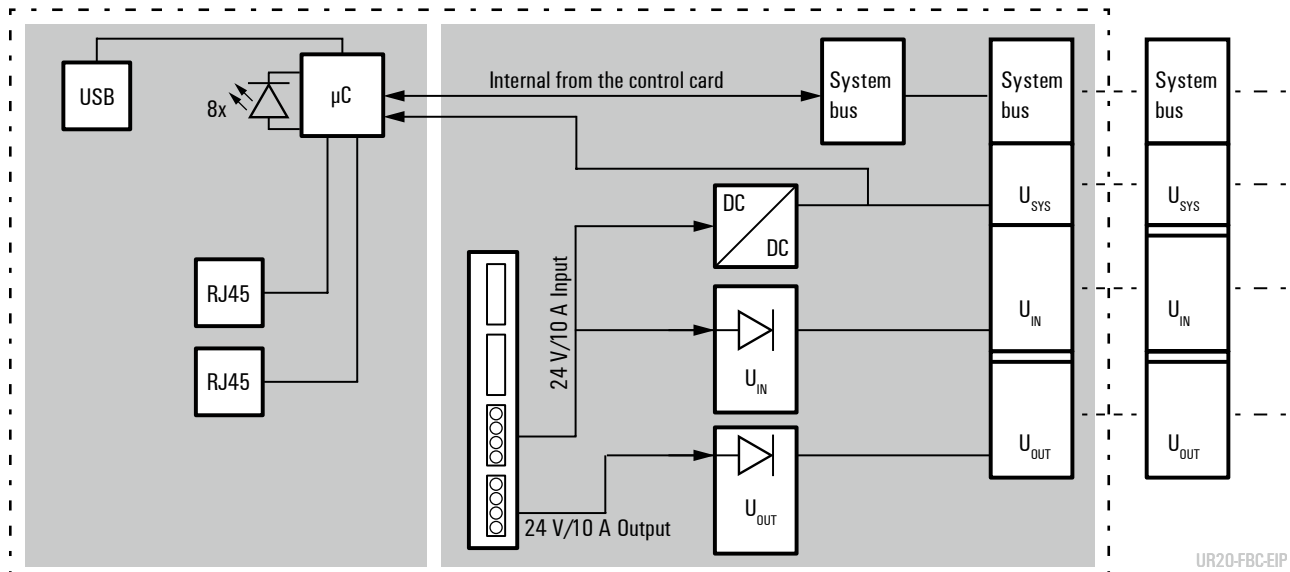 USB
8x
µC
Internal from the control card
System
bus
System
bus
System
bus
DC
DC
U_SYS
U_SYS
RJ45
RJ45
24 V/10 A Input
U_IN
U_IN
U_IN
U_OUT
U_OUT
U_OUT
24 V/10 A Output
UR20-FBC-EIP